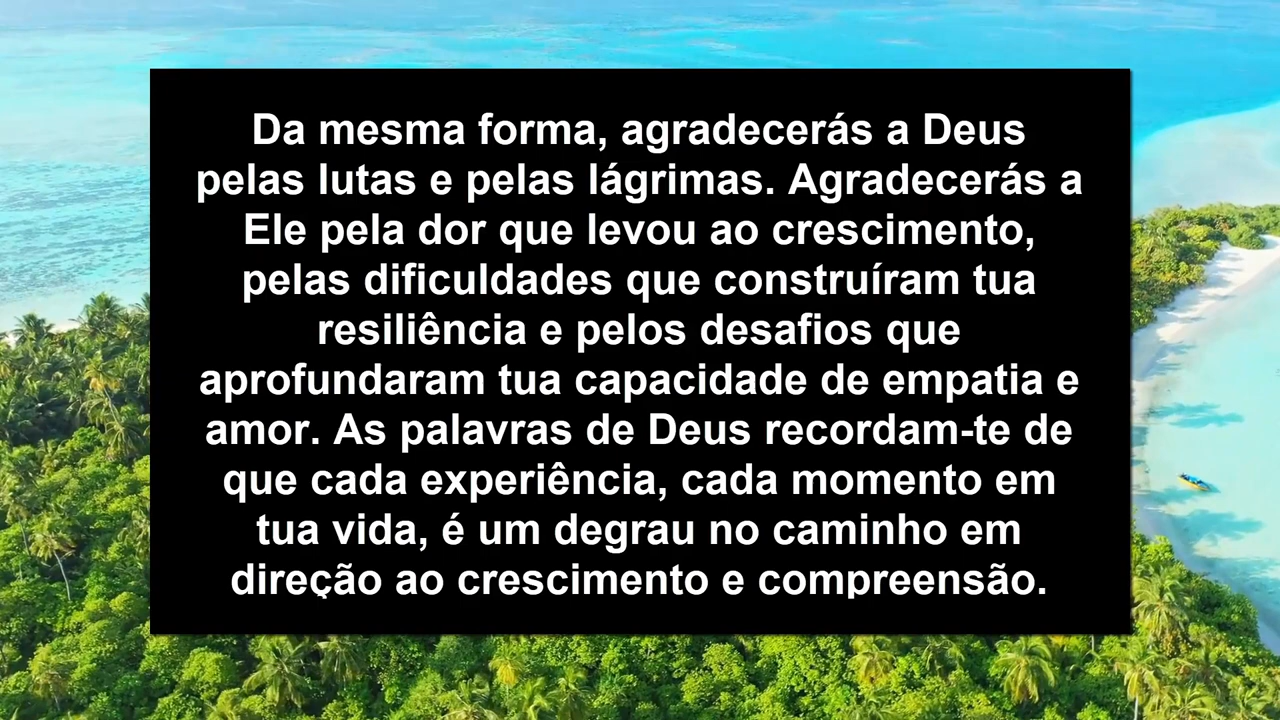 Da mesma forma, agradecerás a Deus
pelas lutas e pelas lágrimas. Agradecerás a
Ele pela dor que levou ao crescimento,
pelas dificuldades que construíram tua
resiliência e pelos desafios que
aprofundaram tua capacidade de empatia e
amor. As palavras de Deus recordam-te de
que cada experiência, cada momento em
tua vida, é um degrau no caminho em
direção ao crescimento e compreensão.